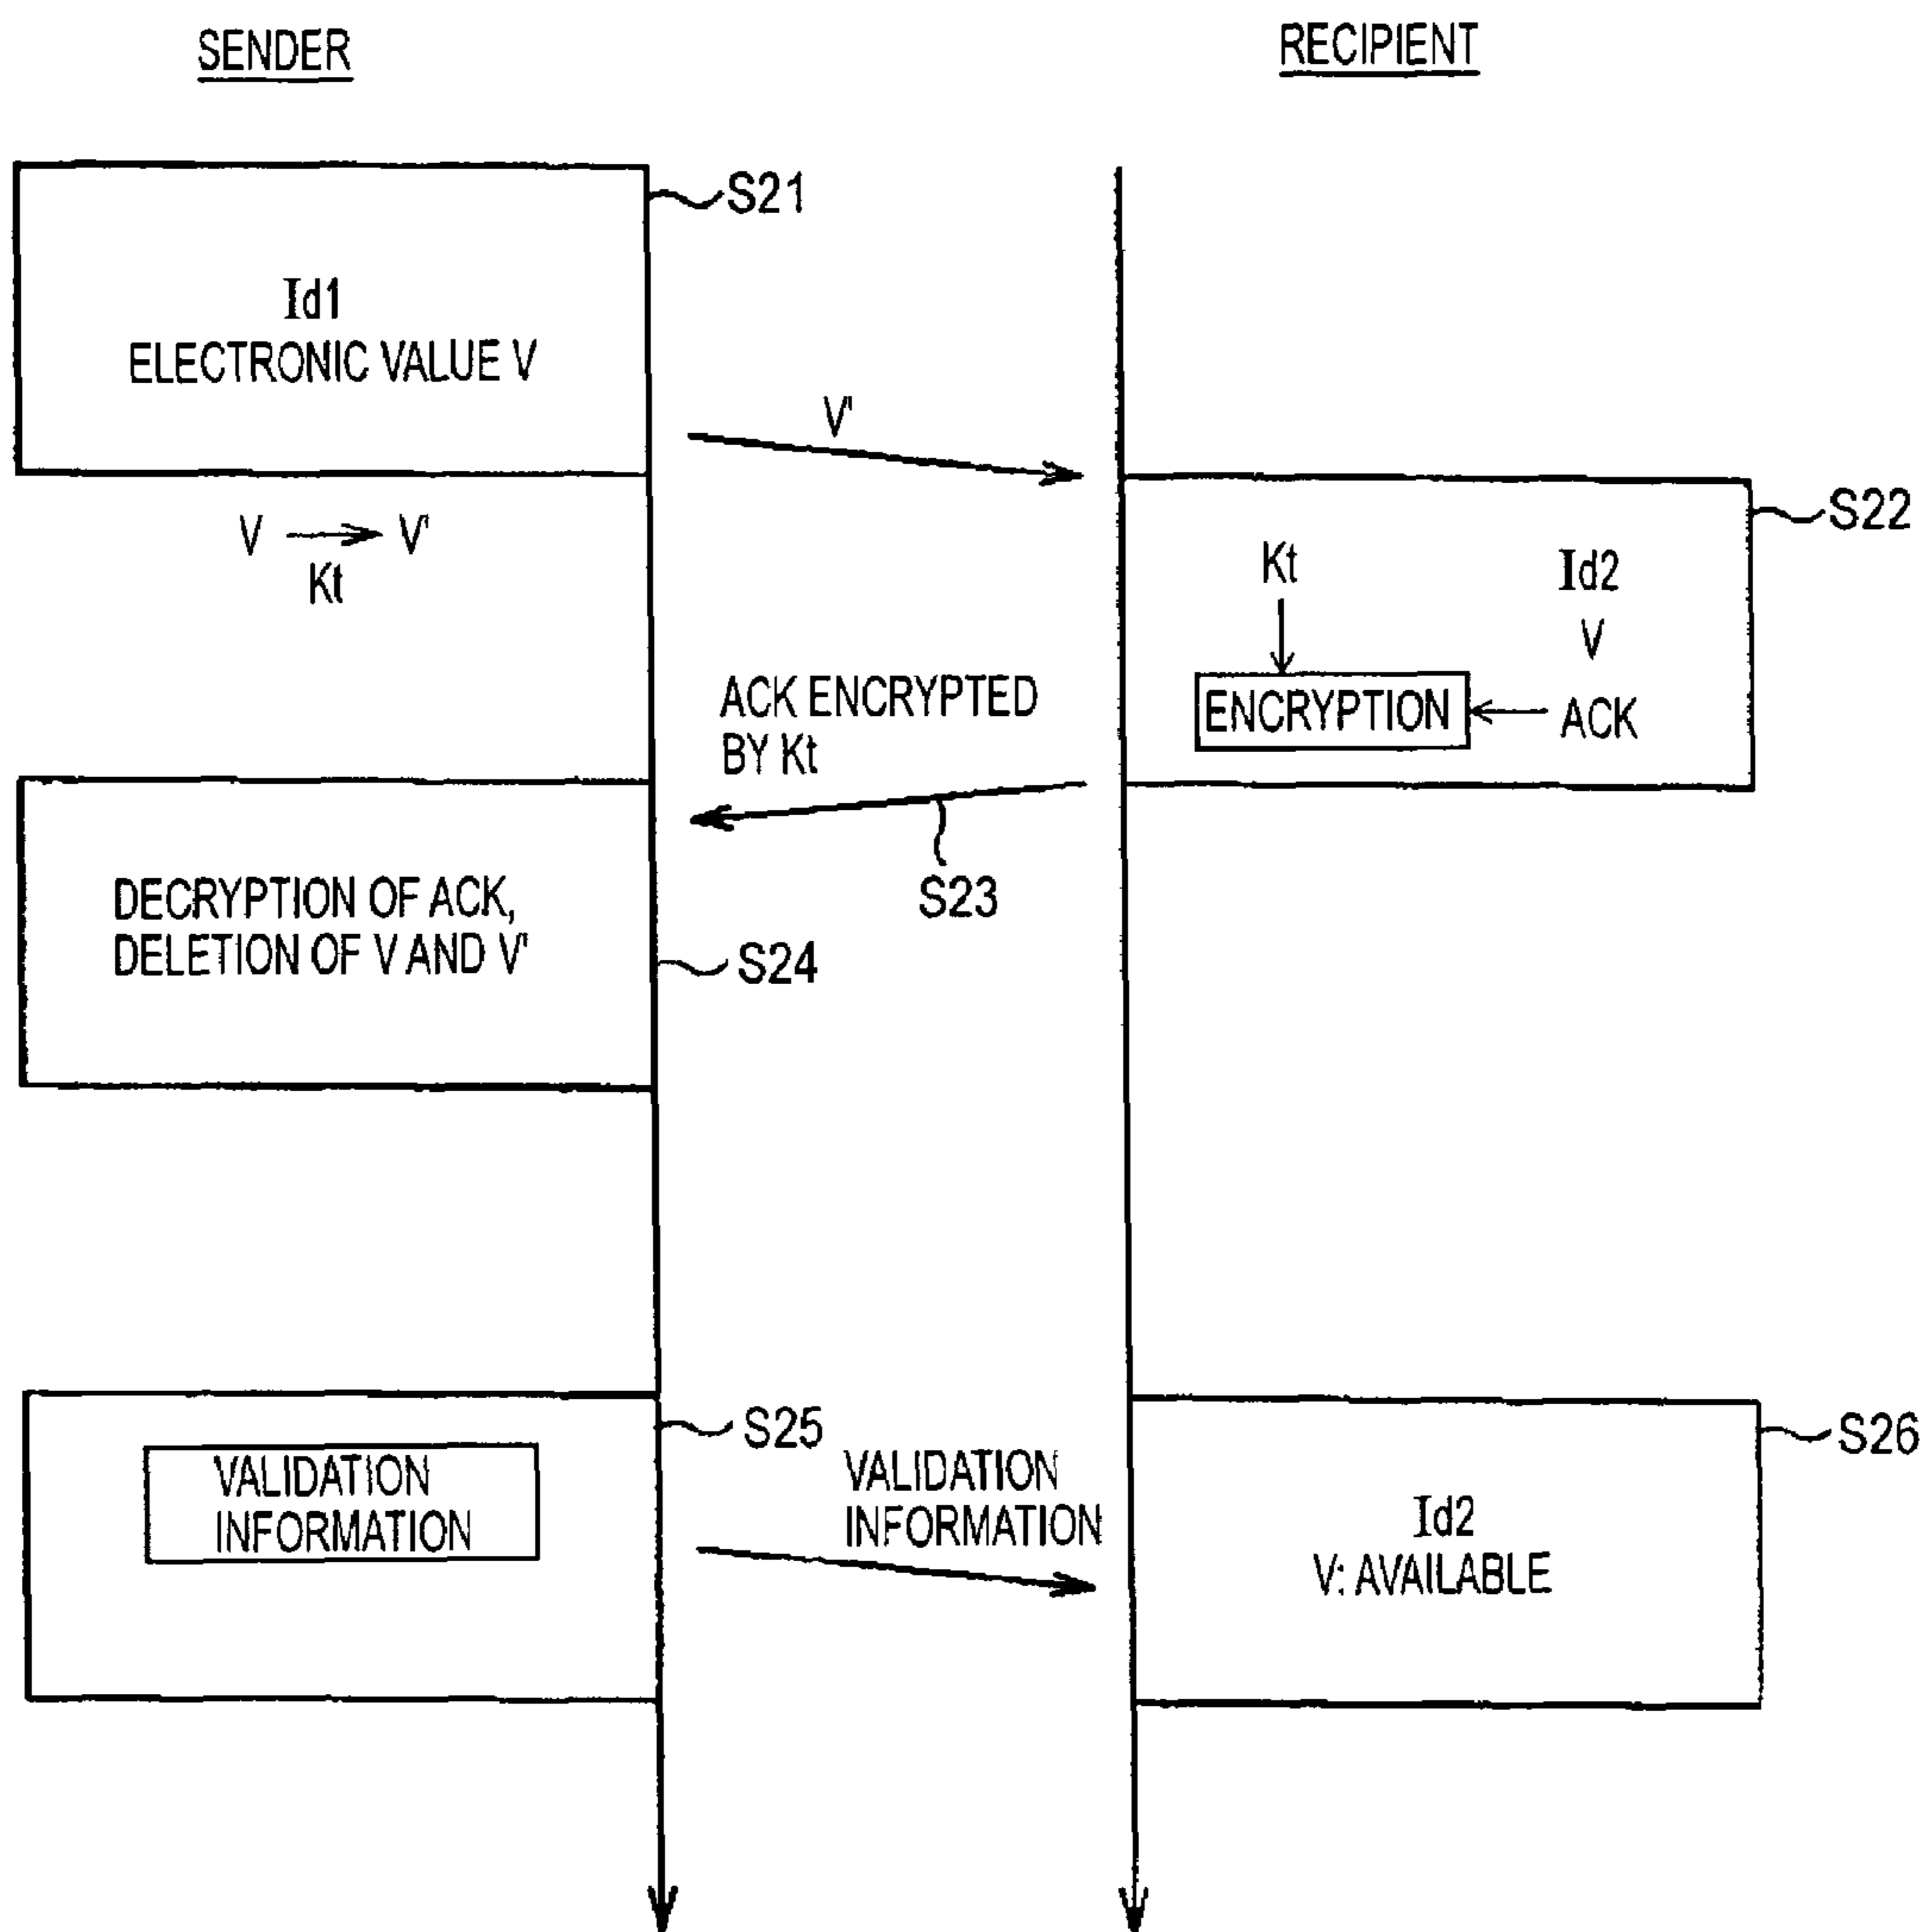 SENDER
RECIPIENT
S21
Id1
ELECTRONIC VALUE V
V'
V → V'
Kt
S22
Kt
Id2
V
ENCRYPTION
ACK
ACK ENCRYPTED
BY Kt
S23
DECRYPTION OF ACK,
DELETION OF V AND V'
S24
S25
VALIDATION
INFORMATION
VALIDATION
INFORMATION
S26
Id2
V: AVAILABLE